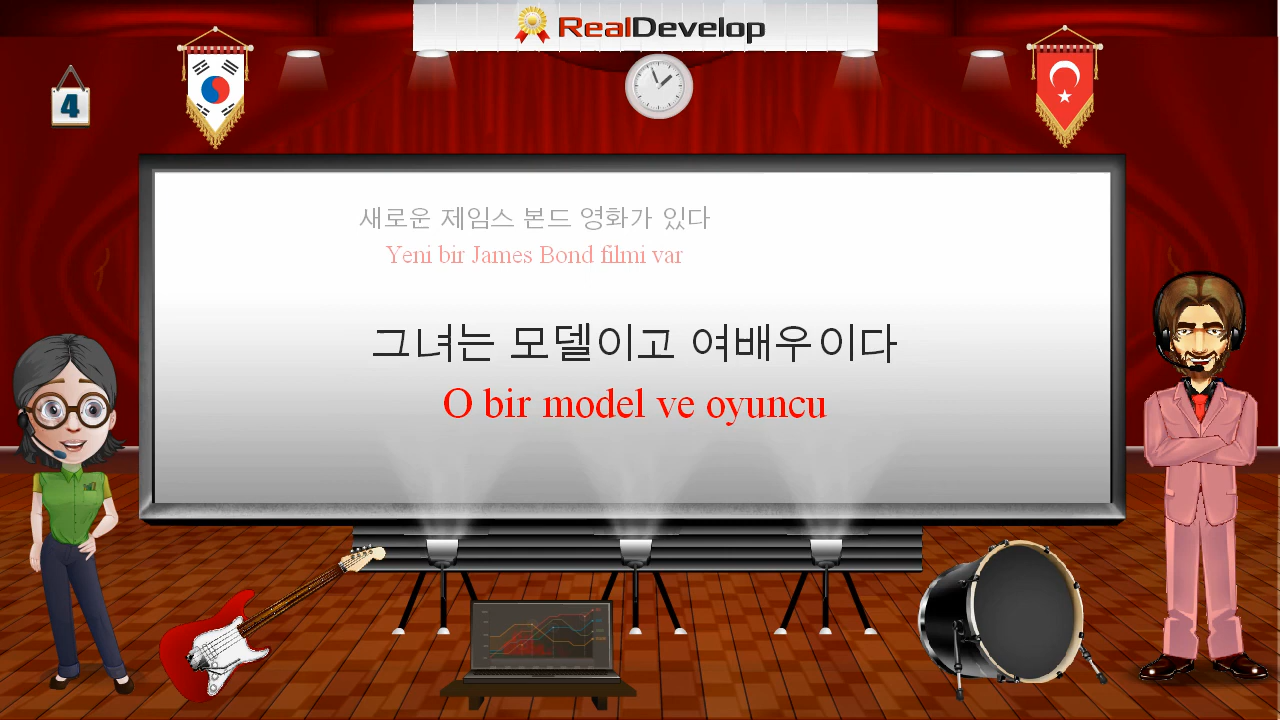 RealDevelop
4
새로운 제임스 본드 영화가 있다
Yeni bir James Bond filmi var
그녀는 모델이고 여배우이다
O bir model ve oyuncu